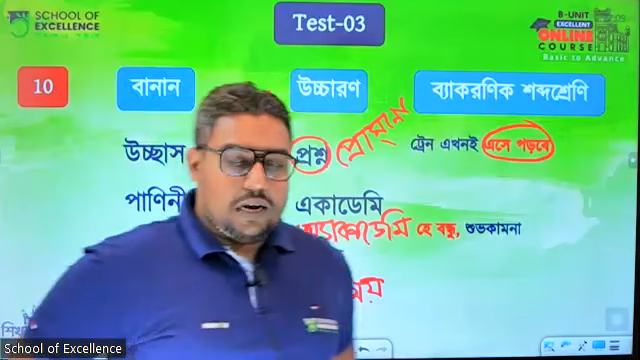 SCHOOL OF
EXCELLENCE
Test-03
B-UNIT
EXCELLENT
ONLINE
COURSE
Basic to Advance
10
বানান
উচ্চারণ
ব্যাকরণিক শব্দশ্রেণি
উচ্ছাস
প্রশ্ন
ট্রেন এখনই এসে পড়বে
পাণিনী
একাডেমি
হে বন্ধু, শুভকামনা
School of Excellence